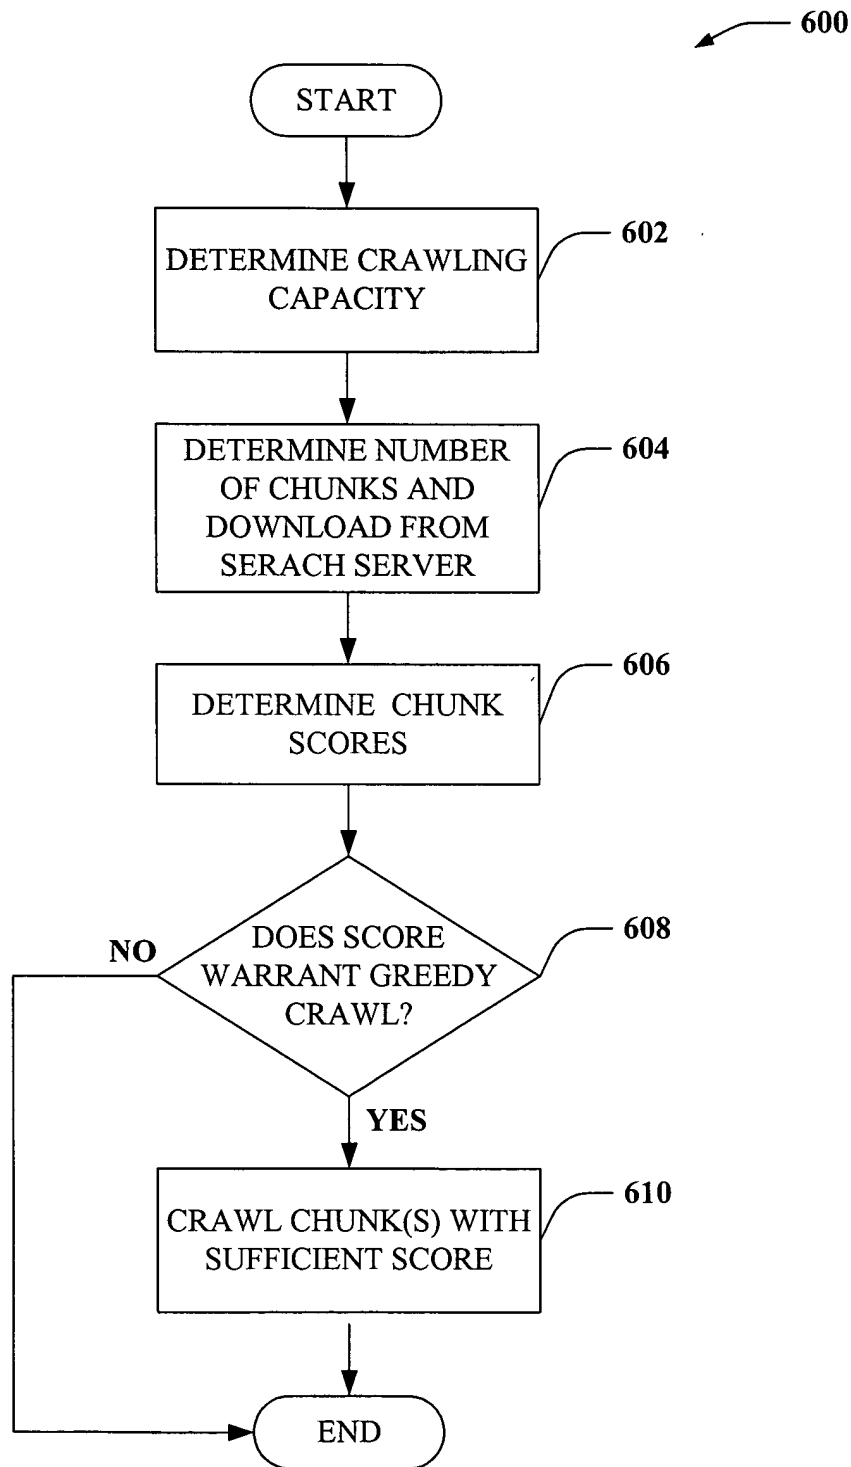 600
START
DETERMINE CRAWLING
CAPACITY
602
DETERMINE NUMBER
OF CHUNKS AND
DOWNLOAD FROM
SERACH SERVER
604
DETERMINE CHUNK
SCORES
606
DOES SCORE
WARRANT GREEDY
CRAWL?
608
NO
YES
CRAWL CHUNK(S) WITH
SUFFICIENT SCORE
610
END